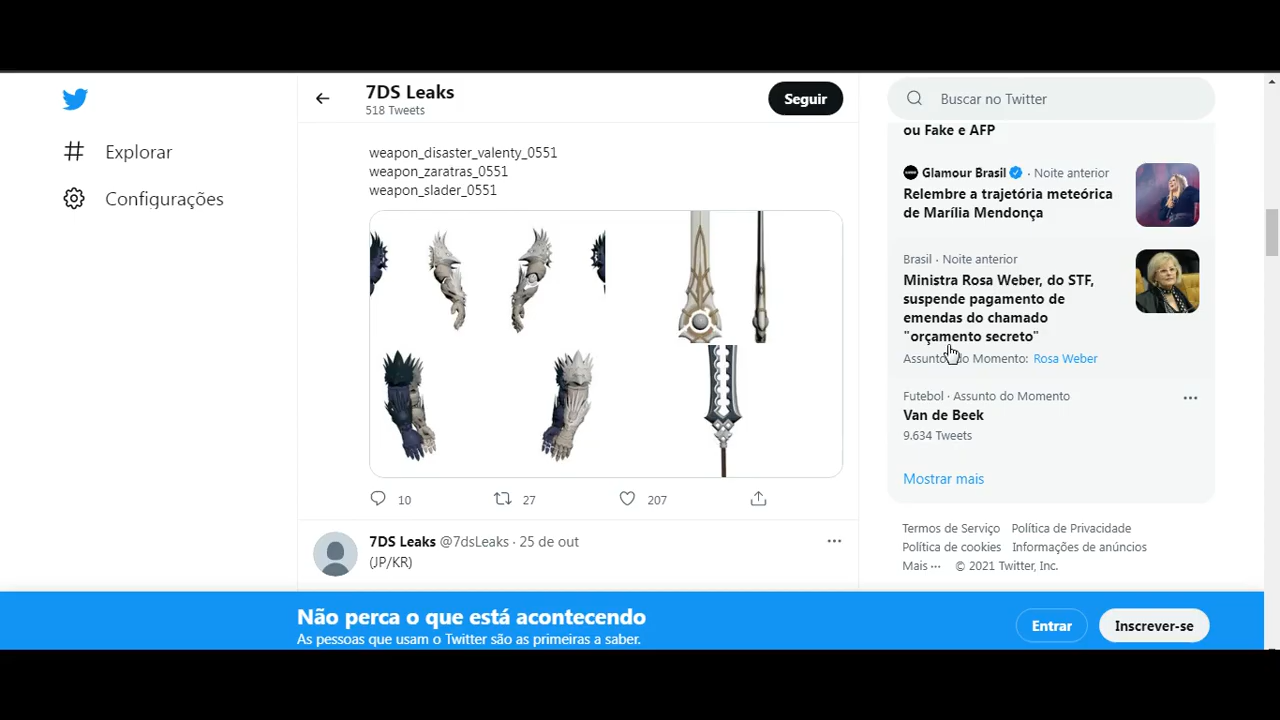 Explorar
Configurações
7DS Leaks
518 Tweets
Seguir
weapon_disaster_valenty_0551
weapon_zaratras_0551
weapon_slader_0551
10
27
207
7DS Leaks @7dsLeaks · 25 de out
(JP/KR)
Buscar no Twitter
ou Fake e AFP
Glamour Brasil · Noite anterior
Relembre a trajetória meteórica
de Marília Mendonça
Brasil · Noite anterior
Ministra Rosa Weber, do STF,
suspende pagamento de
emendas do chamado
"orçamento secreto"
Assunto do Momento: Rosa Weber
Futebol · Assunto do Momento
Van de Beek
9.634 Tweets
Mostrar mais
Termos de Serviço Política de Privacidade
Política de cookies Informações de anúncios
Mais ··· © 2021 Twitter, Inc.
Não perca o que está acontecendo
As pessoas que usam o Twitter são as primeiras a saber.
Entrar
Inscrever-se